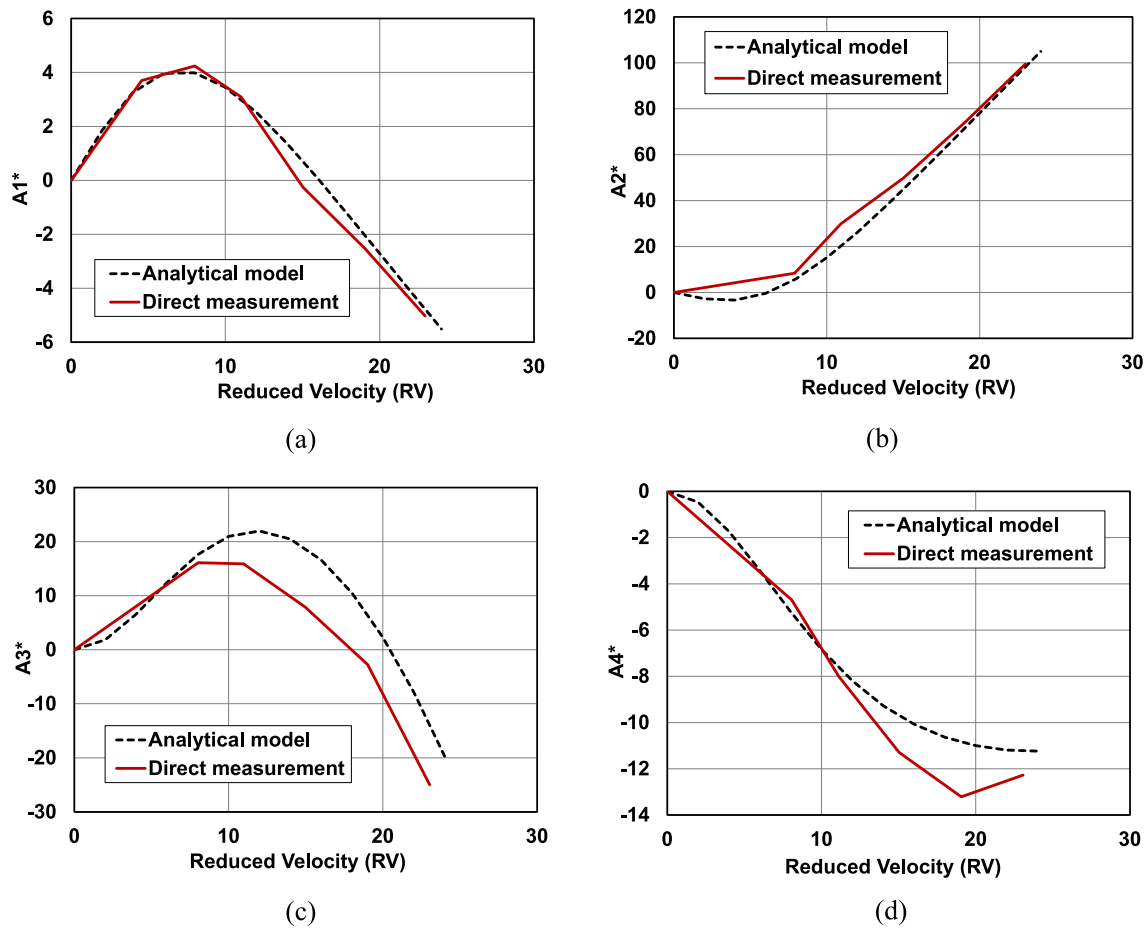 6
4
2
0
-2
-4
-6
A1*
Analytical model
Direct measurement
0
10
20
30
Reduced Velocity (RV)
(a)
120
100
80
60
40
20
0
-20
A2*
Analytical model
Direct measurement
0
10
20
30
Reduced Velocity (RV)
(b)
30
20
10
0
-10
-20
-30
A3*
Analytical model
Direct measurement
0
10
20
30
Reduced Velocity (RV)
(c)
0
-2
-4
-6
-8
-10
-12
-14
A4*
Analytical model
Direct measurement
0
10
20
30
Reduced Velocity (RV)
(d)